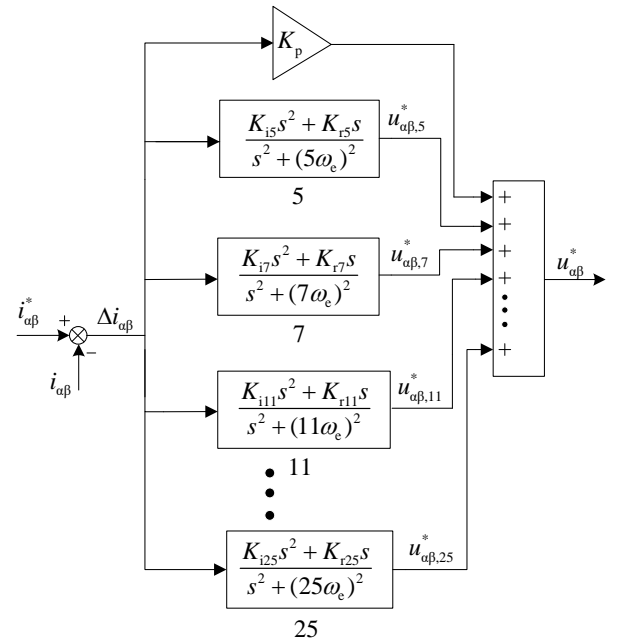 K_p
(K_i5 s^2 + K_r5 s) / (s^2 + (5ω_e)^2)
u*_αβ,5
5
(K_i7 s^2 + K_r7 s) / (s^2 + (7ω_e)^2)
u*_αβ,7
7
(K_i11 s^2 + K_r11 s) / (s^2 + (11ω_e)^2)
u*_αβ,11
11
(K_i25 s^2 + K_r25 s) / (s^2 + (25ω_e)^2)
u*_αβ,25
25
i*_αβ
+
−
i_αβ
Δi_αβ
+
+
+
+
+
u*_αβ